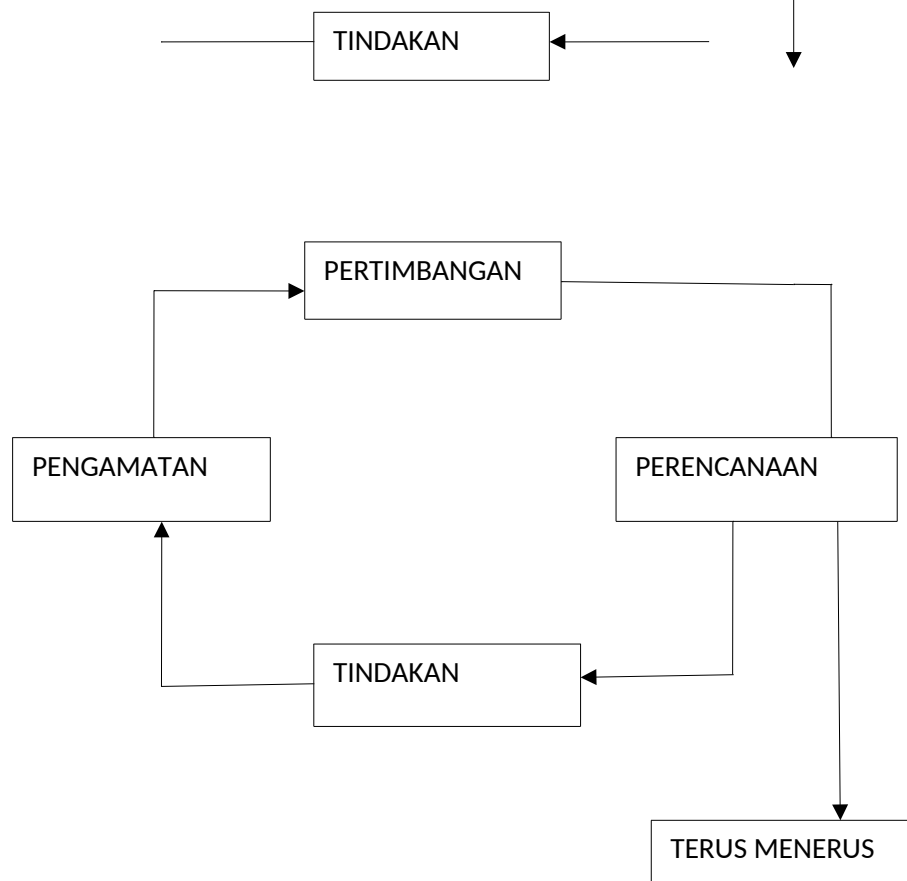 TINDAKAN
PERTIMBANGAN
PENGAMATAN
PERENCANAAN
TINDAKAN
TERUS MENERUS